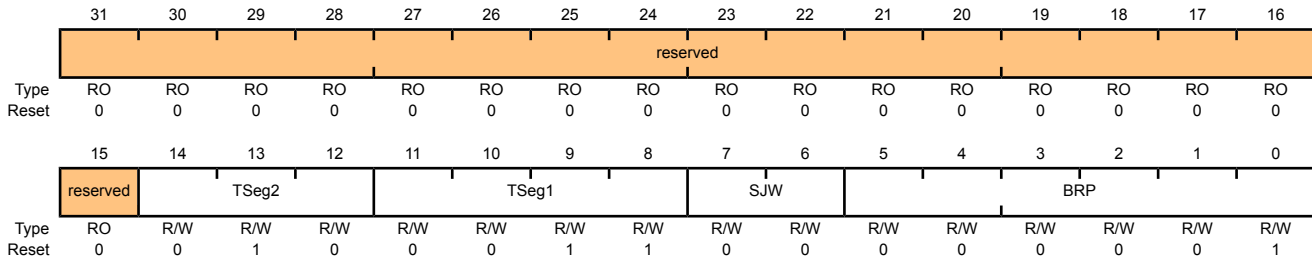 31 30 29 28 27 26 25 24 23 22 21 20 19 18 17 16
reserved
Type RO RO RO RO RO RO RO RO RO RO RO RO RO RO RO RO
Reset 0 0 0 0 0 0 0 0 0 0 0 0 0 0 0 0
15 14 13 12 11 10 9 8 7 6 5 4 3 2 1 0
reserved TSeg2 TSeg1 SJW BRP
Type RO R/W R/W R/W R/W R/W R/W R/W R/W R/W R/W R/W R/W R/W R/W R/W
Reset 0 0 1 0 0 0 1 1 0 0 0 0 0 0 0 1